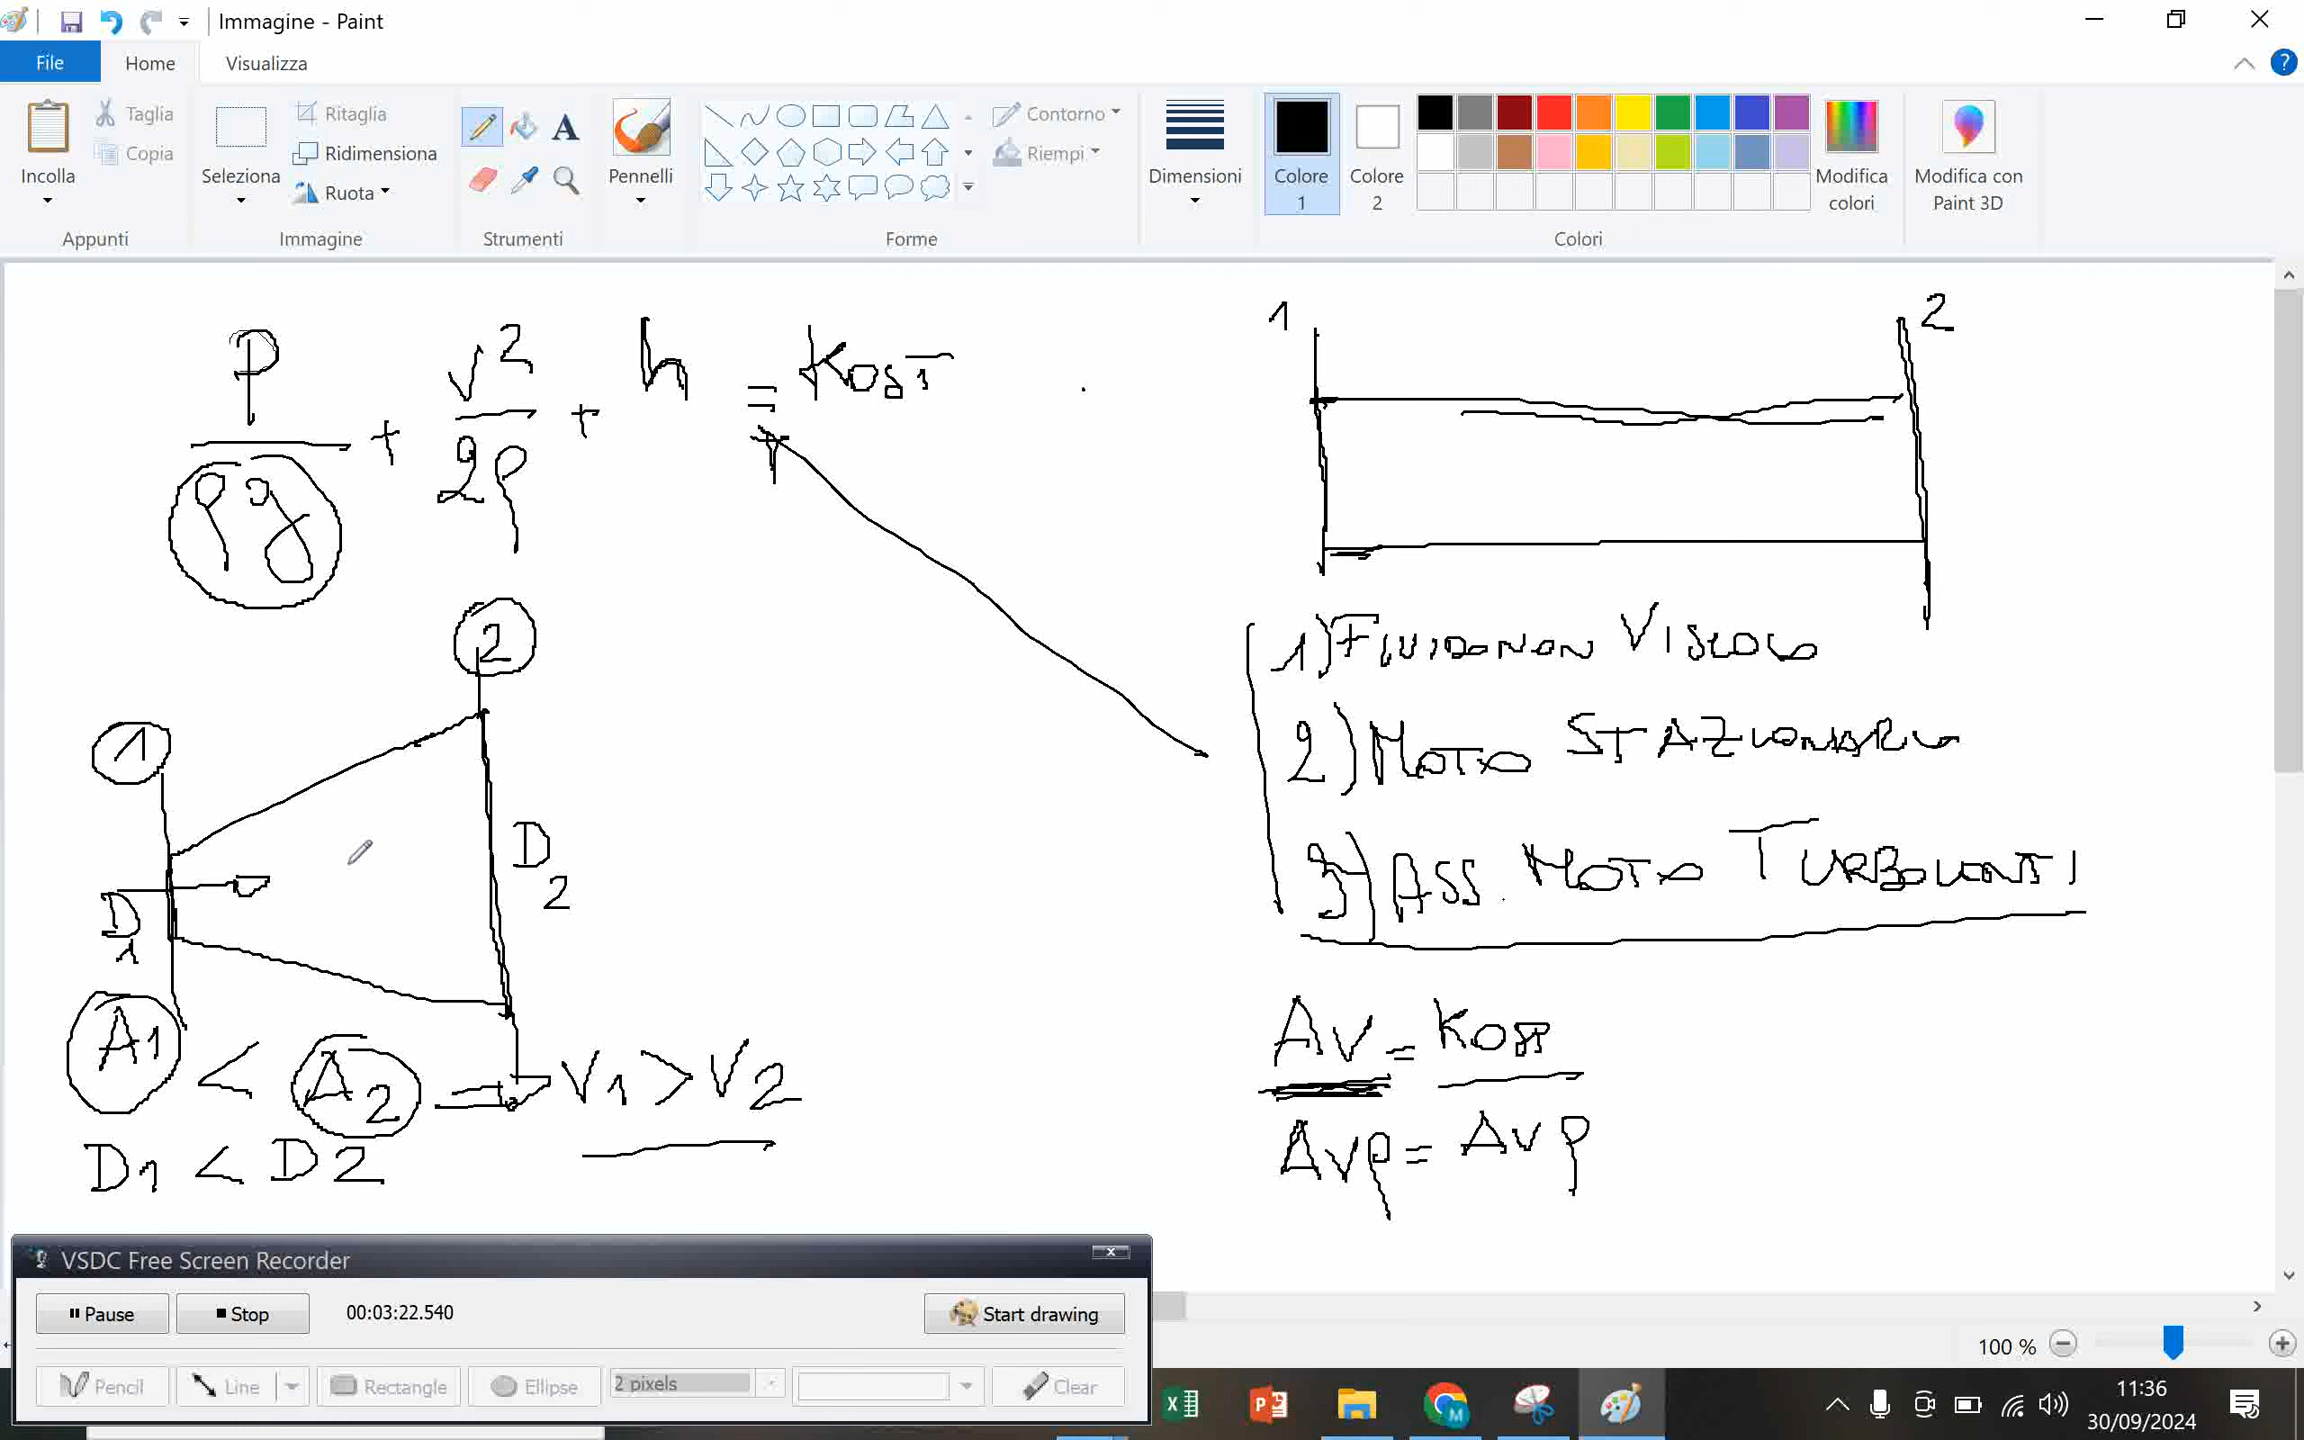 Immagine - Paint
File Home Visualizza
Incolla
Taglia
Copia
Appunti
Seleziona
Ritaglia
Ridimensiona
Ruota
Immagine
Strumenti
Pennelli
Forme
Contorno
Riempi
Dimensioni
Colore 1
Colore 2
Modifica colori
Colori
Modifica con Paint 3D
P + v² + h = KOST
ρg 2g
1 2
1) FLUIDO NON VISCOSO
2) MOTO STAZIONARIO
3) ASS. MOTO TURBOLENTI
AV = KOST
AVρ = AVρ
2
1
D1 D2
A1 < A2 V1 > V2
D1 < D2
VSDC Free Screen Recorder
Pause Stop 00:03:22.540 Start drawing
Pencil Line Rectangle Ellipse 2 pixels Clear
100 %
11:36
30/09/2024